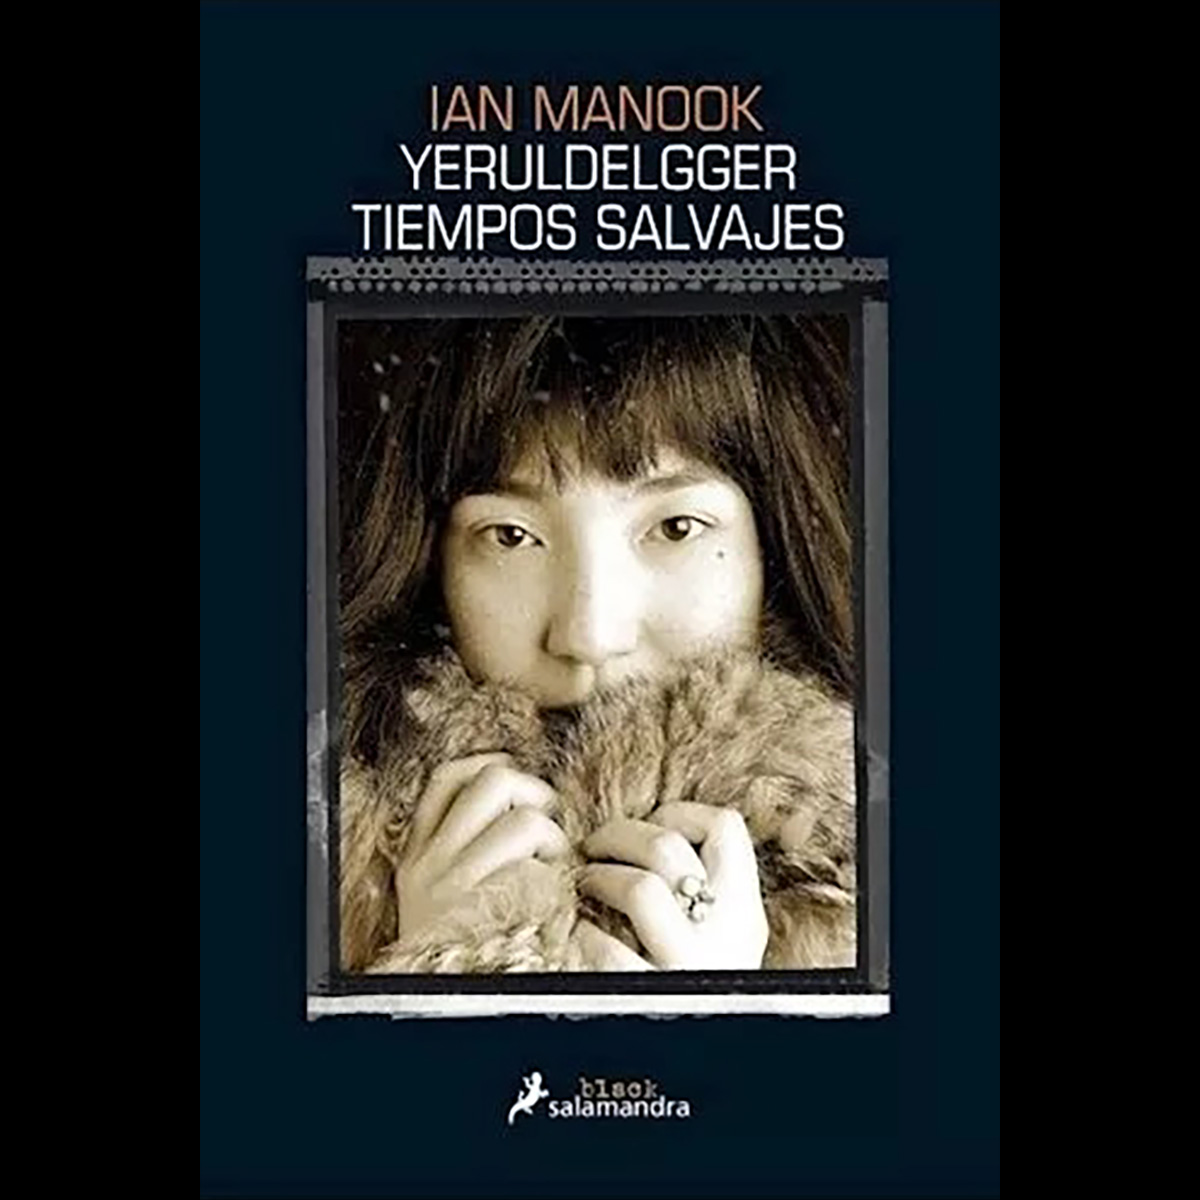 IAN MANOOK
YERULDELGGER
TIEMPOS SALVAJES
black
salamandra